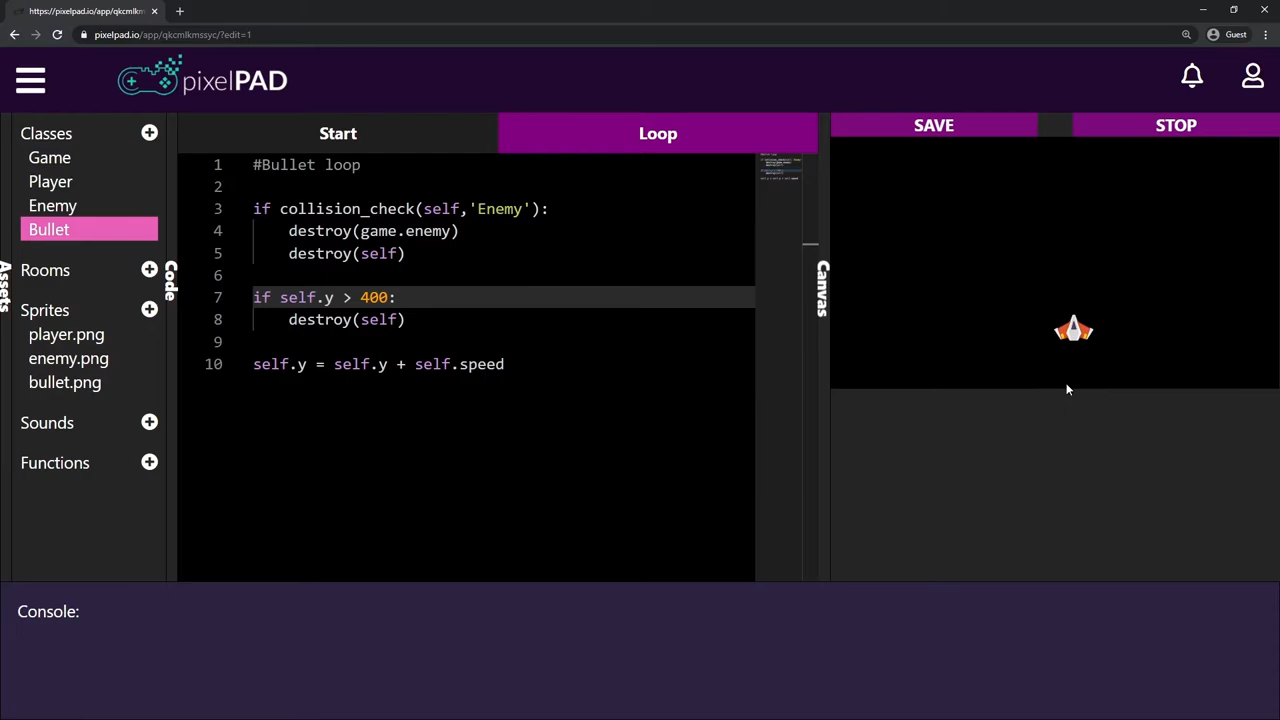 https://pixelpad.io/app/qkcmlkm
pixelpad.io/app/qkcmlkmssyc/?edit=1
Guest
pixelPAD
Classes
Game
Player
Enemy
Bullet
Rooms
Sprites
player.png
enemy.png
bullet.png
Sounds
Functions
Assets
Code
Start
Loop
1 #Bullet loop
2
3 if collision_check(self,'Enemy'):
4 destroy(game.enemy)
5 destroy(self)
6
7 if self.y > 400:
8 destroy(self)
9
10 self.y = self.y + self.speed
Canvas
SAVE
STOP
Console: